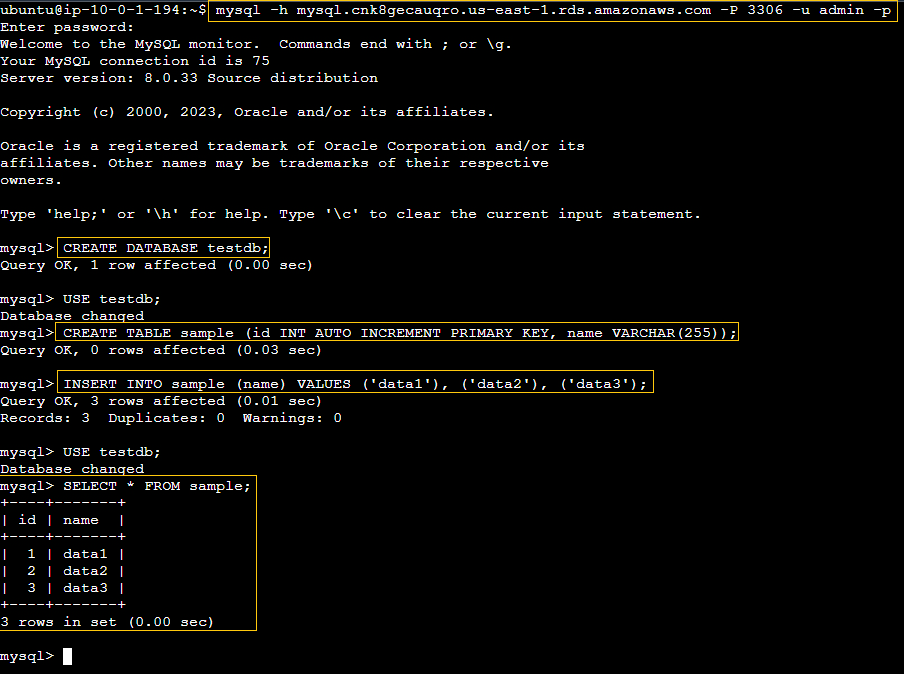 ubuntu@ip-10-0-1-194:~$ mysql -h mysql.cnk8gecauqro.us-east-1.rds.amazonaws.com -P 3306 -u admin -p
Enter password:
Welcome to the MySQL monitor.  Commands end with ; or \g.
Your MySQL connection id is 75
Server version: 8.0.33 Source distribution

Copyright (c) 2000, 2023, Oracle and/or its affiliates.

Oracle is a registered trademark of Oracle Corporation and/or its
affiliates. Other names may be trademarks of their respective
owners.

Type 'help;' or '\h' for help. Type '\c' to clear the current input statement.

mysql> CREATE DATABASE testdb;
Query OK, 1 row affected (0.00 sec)

mysql> USE testdb;
Database changed
mysql> CREATE TABLE sample (id INT AUTO_INCREMENT PRIMARY KEY, name VARCHAR(255));
Query OK, 0 rows affected (0.03 sec)

mysql> INSERT INTO sample (name) VALUES ('data1'), ('data2'), ('data3');
Query OK, 3 rows affected (0.01 sec)
Records: 3  Duplicates: 0  Warnings: 0

mysql> USE testdb;
Database changed
mysql> SELECT * FROM sample;
+----+-------+
| id | name  |
+----+-------+
|  1 | data1 |
|  2 | data2 |
|  3 | data3 |
+----+-------+
3 rows in set (0.00 sec)

mysql>